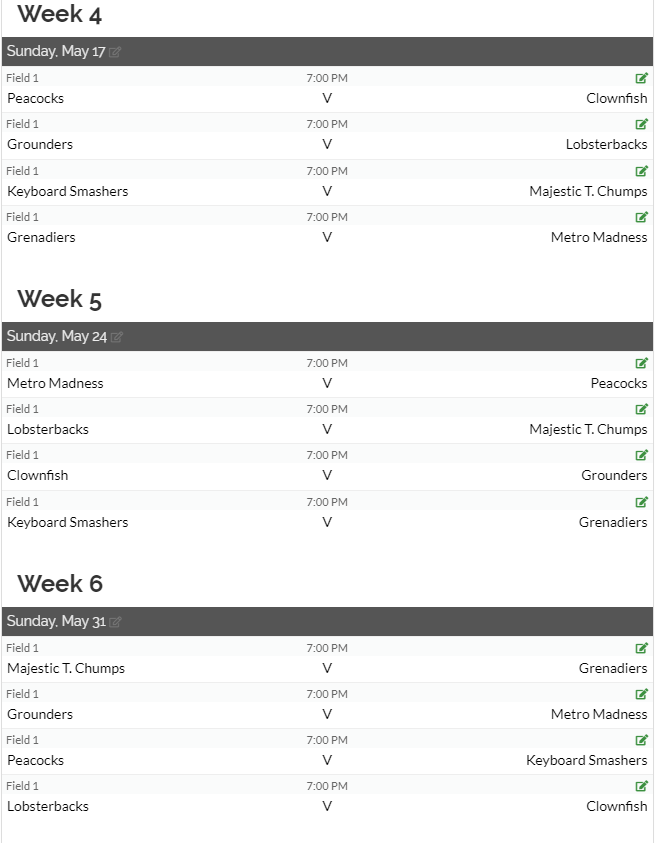 Week 4
Sunday, May 17
Field 1 7:00 PM
Peacocks V Clownfish
Field 1 7:00 PM
Grounders V Lobsterbacks
Field 1 7:00 PM
Keyboard Smashers V Majestic T. Chumps
Field 1 7:00 PM
Grenadiers V Metro Madness
Week 5
Sunday, May 24
Field 1 7:00 PM
Metro Madness V Peacocks
Field 1 7:00 PM
Lobsterbacks V Majestic T. Chumps
Field 1 7:00 PM
Clownfish V Grounders
Field 1 7:00 PM
Keyboard Smashers V Grenadiers
Week 6
Sunday, May 31
Field 1 7:00 PM
Majestic T. Chumps V Grenadiers
Field 1 7:00 PM
Grounders V Metro Madness
Field 1 7:00 PM
Peacocks V Keyboard Smashers
Field 1 7:00 PM
Lobsterbacks V Clownfish